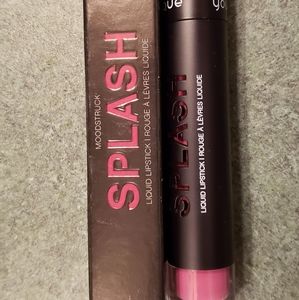 MOODSTRUCK
SPLASH
LIQUID LIPSTICK | ROUGE À LÈVRES LIQUIDE
SPLASH
LIQUID LIPSTICK | ROUGE À LÈVRES LIQUIDE